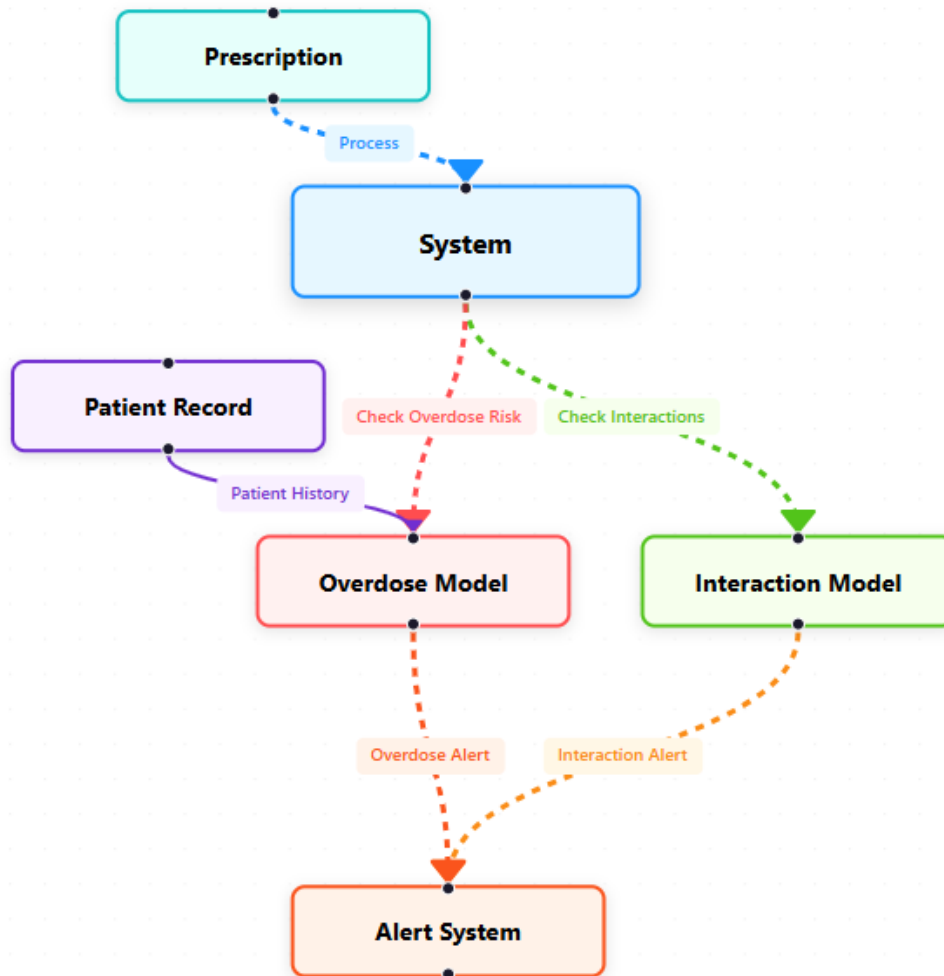 Prescription
Process
System
Patient Record
Check Overdose Risk
Check Interactions
Patient History
Overdose Model
Interaction Model
Overdose Alert
Interaction Alert
Alert System